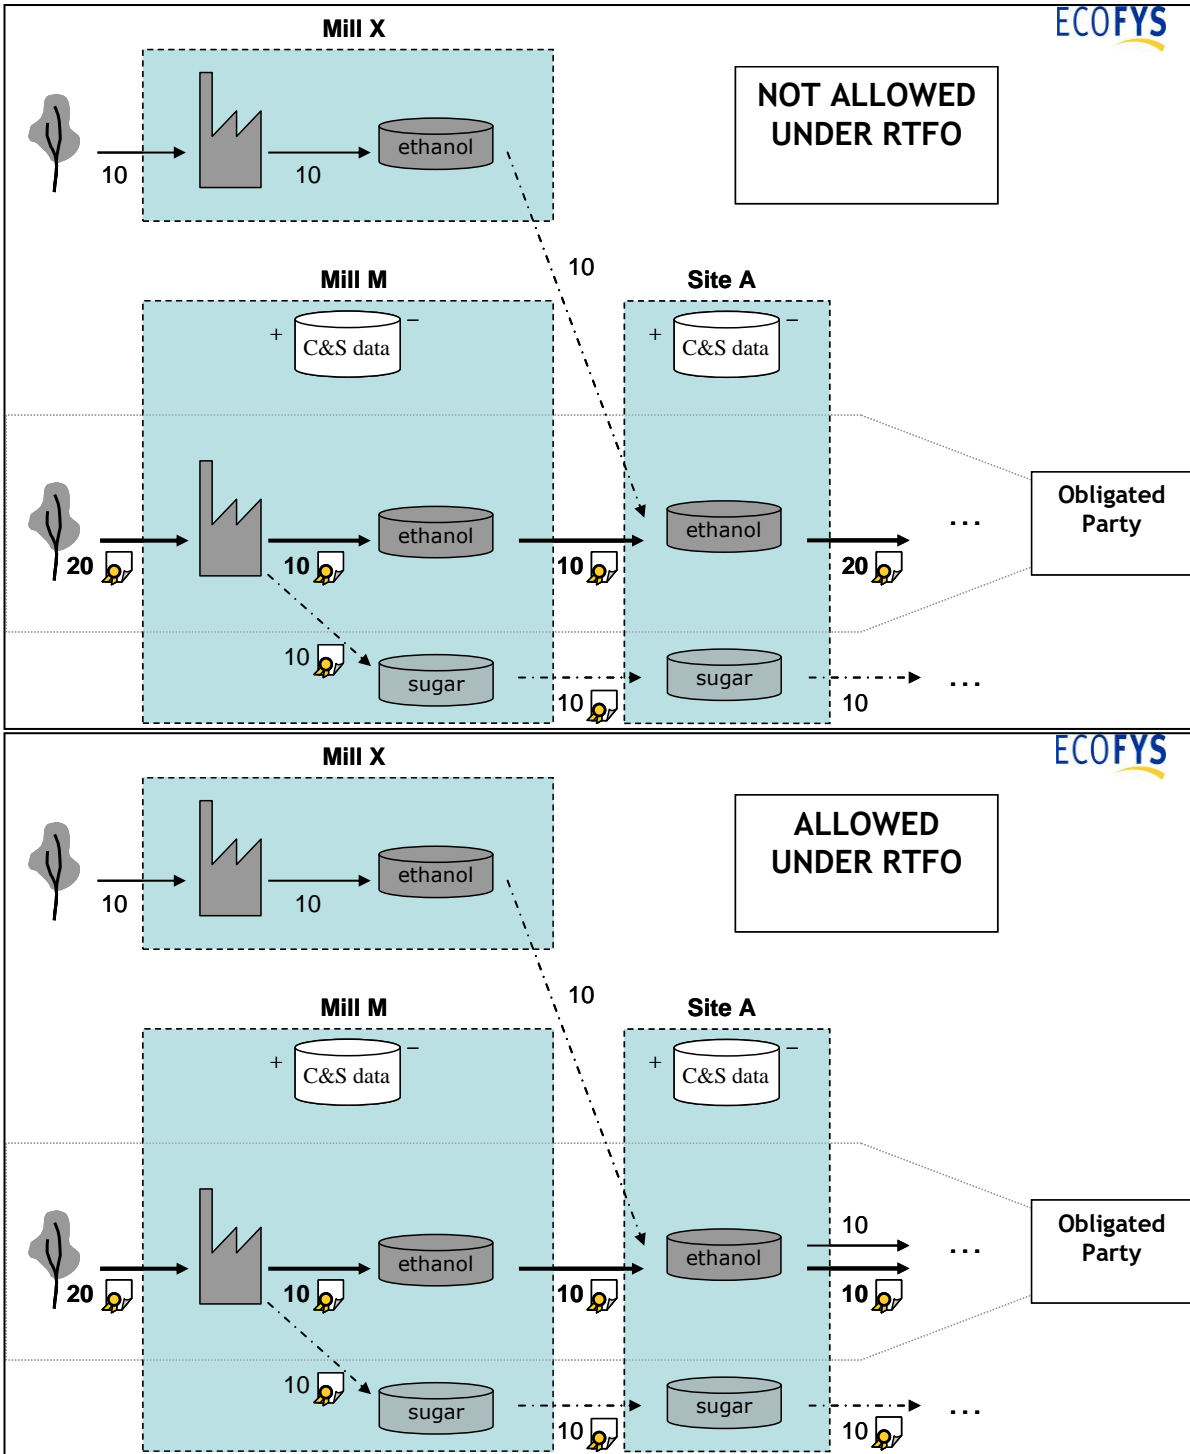 Mill X
ECOFYS
NOT ALLOWED
UNDER RTFO
ethanol
10
10
10
Mill M
Site A
+
−
C&S data
+
−
C&S data
Obligated
Party
ethanol
ethanol
...
20
10
10
20
10
sugar
sugar
10
10
...
Mill X
ECOFYS
ALLOWED
UNDER RTFO
ethanol
10
10
10
Mill M
Site A
+
−
C&S data
+
−
C&S data
Obligated
Party
10
ethanol
ethanol
...
20
10
10
10
10
sugar
sugar
10
10
...